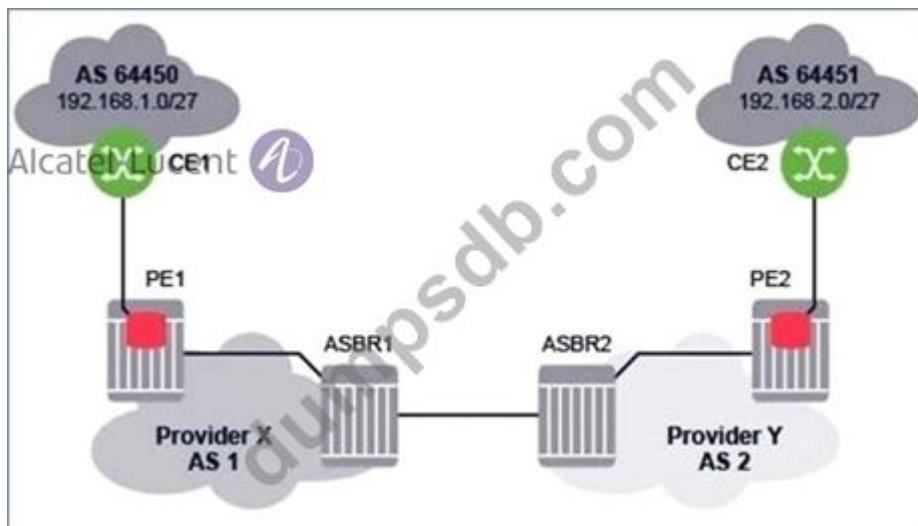 AS 64450
192.168.1.0/27
AS 64451
192.168.2.0/27
Alcatel Lucent
CE1
CE2
PE1
PE2
ASBR1
ASBR2
Provider X
AS 1
Provider Y
AS 2
dumpsdb.com